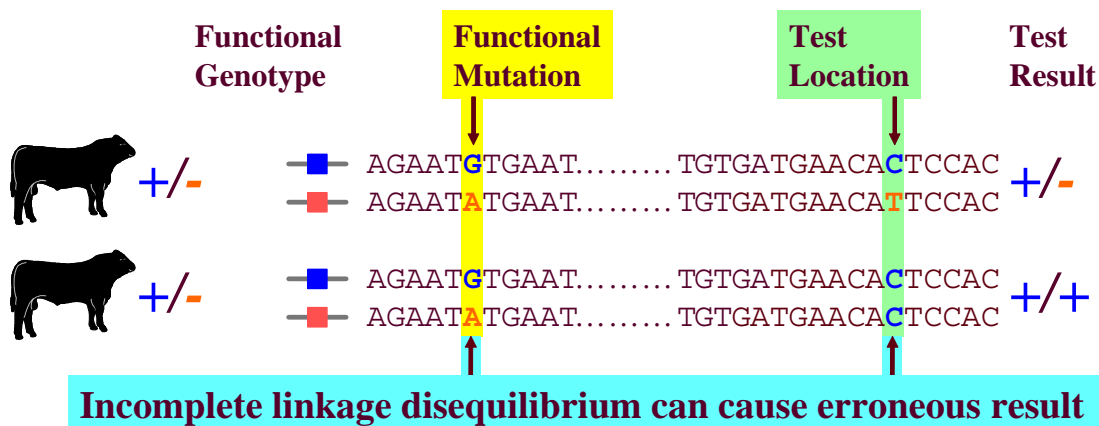 Functional Genotype
Functional Mutation
Test Location
Test Result
+/- AGAATGTGAAT......... TGTGATGAACACTCCAC +/-
AGAATATGAAT......... TGTGATGAACATTCCAC
+/- AGAATGTGAAT......... TGTGATGAACACTCCAC +/+
AGAATATGAAT......... TGTGATGAACACTCCAC
Incomplete linkage disequilibrium can cause erroneous result